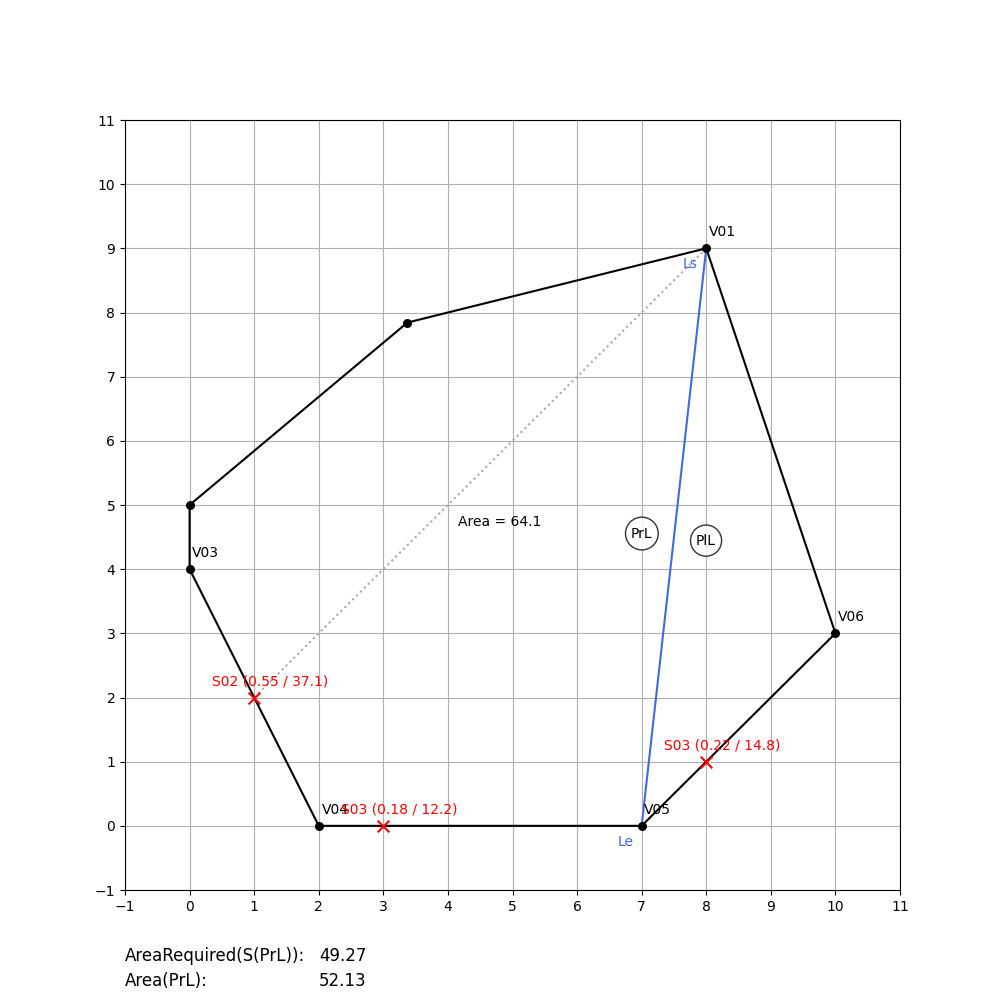 11
10
9
8
7
6
5
4
3
2
1
0
−1
V01
Ls
Area = 64.1
PrL
PlL
V03
V06
S02 (0.55 / 37.1)
S03 (0.22 / 14.8)
V04
S03 (0.18 / 12.2)
V05
Le
−1 0 1 2 3 4 5 6 7 8 9 10 11
AreaRequired(S(PrL)): 49.27
Area(PrL): 52.13